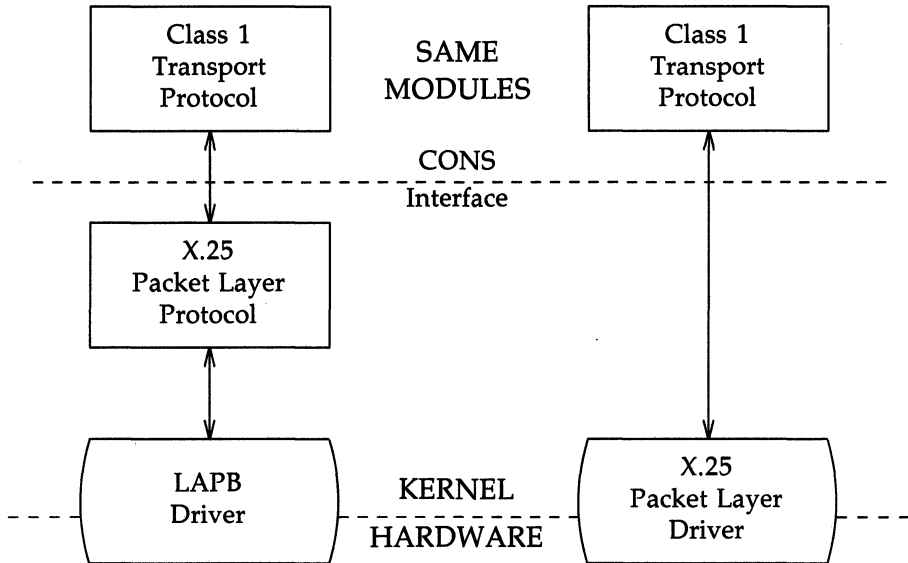 Class 1
Transport
Protocol
SAME
MODULES
Class 1
Transport
Protocol
CONS
Interface
X.25
Packet Layer
Protocol
LAPB
Driver
KERNEL
HARDWARE
X.25
Packet Layer
Driver